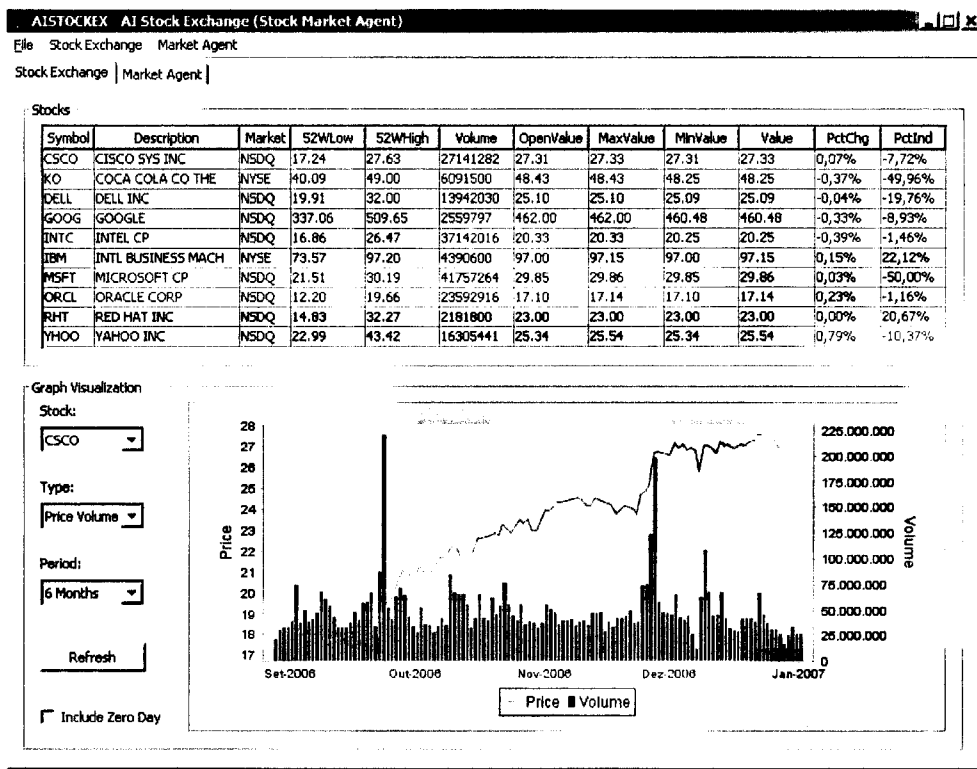 AISTOCKEX AI Stock Exchange (Stock Market Agent)
File Stock Exchange Market Agent
Stock Exchange Market Agent
Stocks
Symbol Description Market 52WLow 52WHigh Volume OpenValue MaxValue MinValue Value PctChg PctInd
CSCO CISCO SYS INC NSDQ 17.24 27.63 27141282 27.31 27.33 27.31 27.33 0,07% -7,72%
KO COCA COLA CO THE NYSE 40.09 49.00 6091500 48.43 48.43 48.25 48.25 -0,37% -49,96%
DELL DELL INC NSDQ 19.91 32.00 13942030 25.10 25.10 25.09 25.09 -0,04% -19,76%
GOOG GOOGLE NSDQ 337.06 509.65 2559797 462.00 462.00 460.48 460.48 -0,33% -8,93%
INTC INTEL CP NSDQ 16.86 26.47 37142016 20.33 20.33 20.25 20.25 -0,39% -1,46%
IBM INTL BUSINESS MACH NYSE 73.57 97.20 4390600 97.00 97.15 97.00 97.15 0,15% 22,12%
MSFT MICROSOFT CP NSDQ 21.51 30.19 41757264 29.85 29.86 29.85 29.86 0,03% -50,00%
ORCL ORACLE CORP NSDQ 12.20 19.66 23592916 17.10 17.14 17.10 17.14 0,23% -1,16%
RHT RED HAT INC NSDQ 14.83 32.27 2181800 23.00 23.00 23.00 23.00 0,00% 20,67%
YHOO YAHOO INC NSDQ 22.99 43.42 16305441 25.34 25.54 25.34 25.54 0,79% -10,37%
Graph Visualization
Stock:
CSCO
Type:
Price Volume
Period:
6 Months
Refresh
Include Zero Day
28
27
26
25
24
23
22
21
20
19
18
17
Price
225.000.000
200.000.000
175.000.000
150.000.000
125.000.000
100.000.000
75.000.000
50.000.000
25.000.000
0
Volume
Set-2006 Out-2006 Nov-2006 Dez-2006 Jan-2007
Price Volume